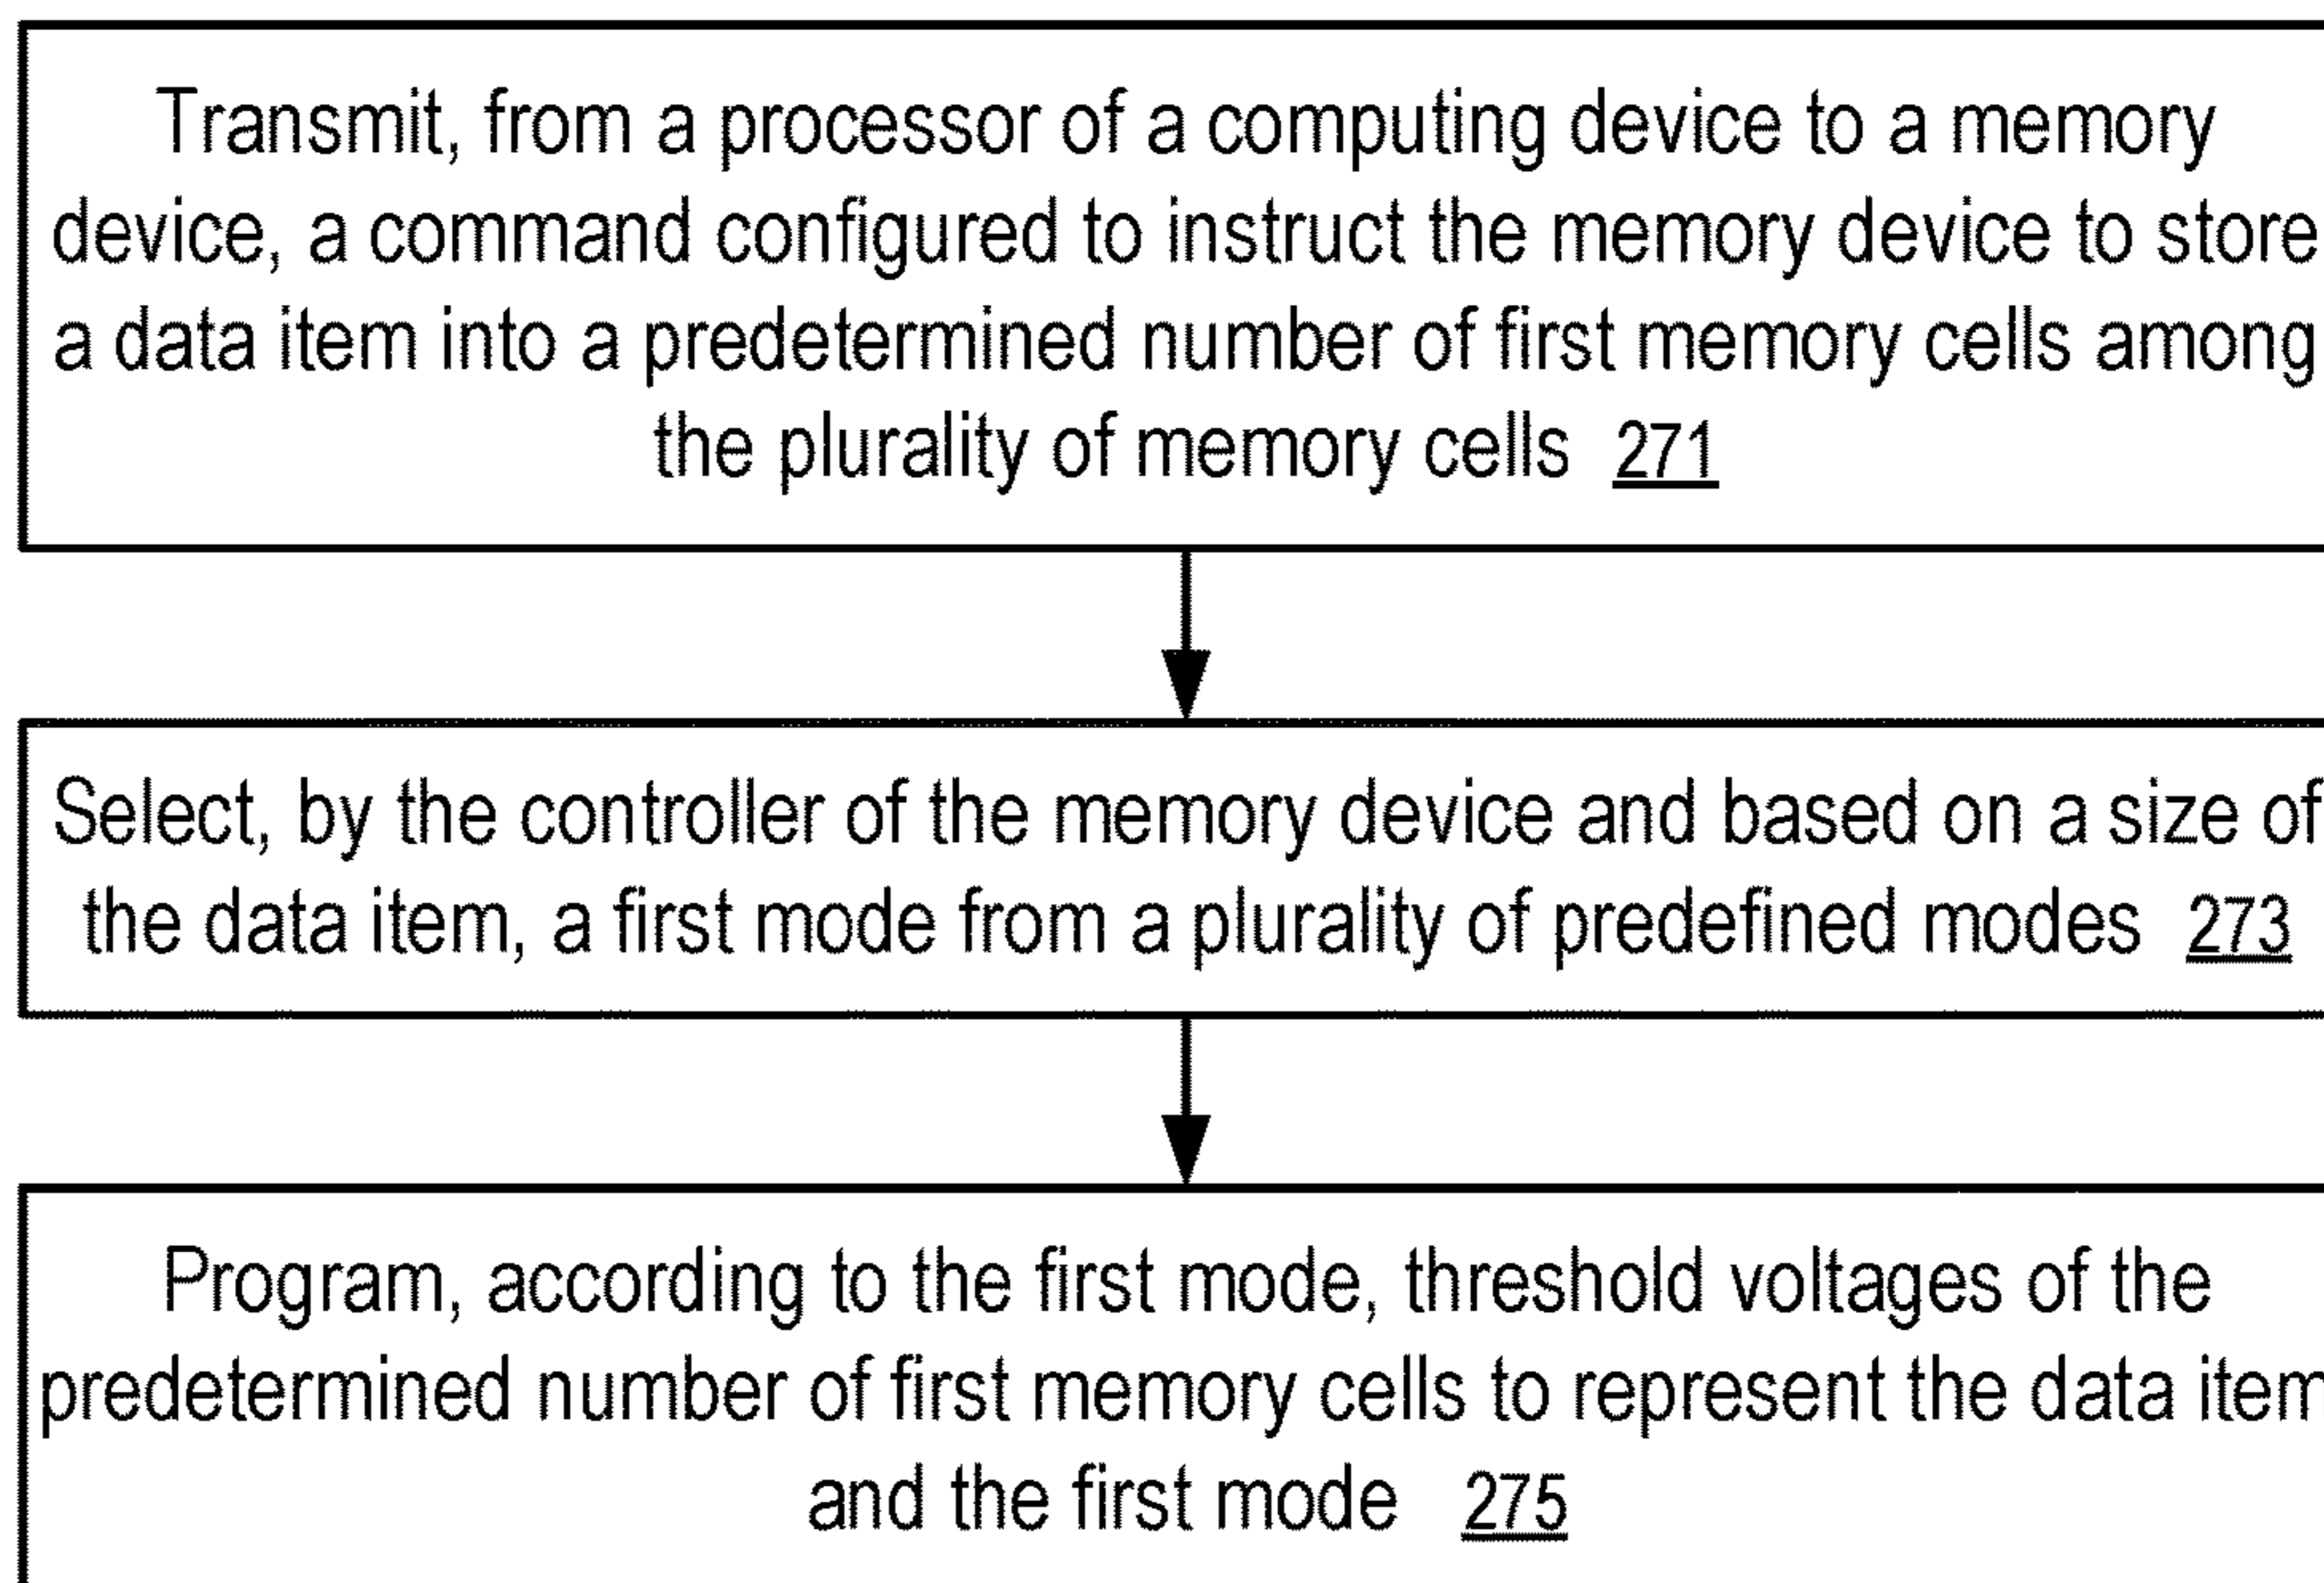 Transmit, from a processor of a computing device to a memory
device, a command configured to instruct the memory device to store
a data item into a predetermined number of first memory cells among
the plurality of memory cells 271
Select, by the controller of the memory device and based on a size of
the data item, a first mode from a plurality of predefined modes 273
Program, according to the first mode, threshold voltages of the
predetermined number of first memory cells to represent the data item
and the first mode 275